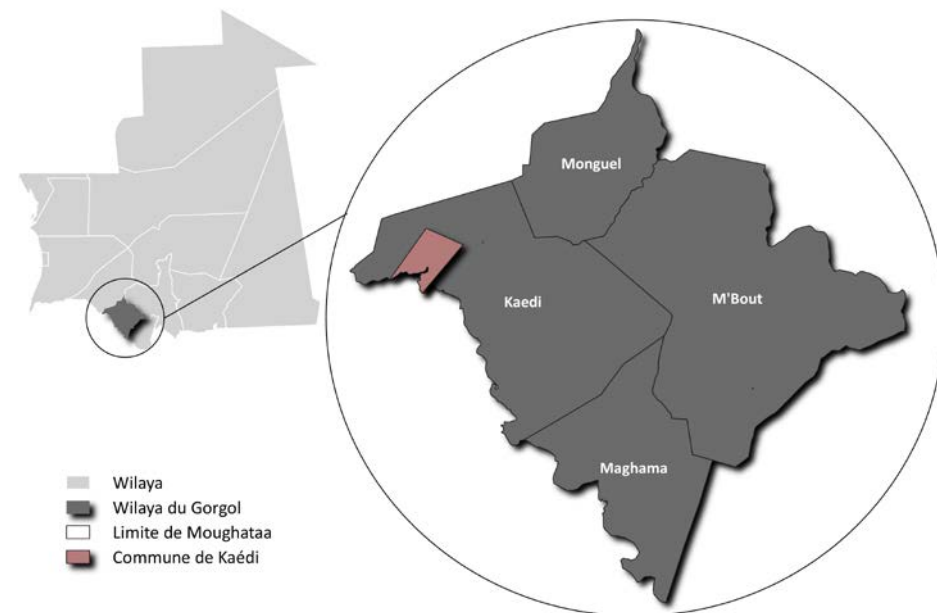 Monguel
Kaedi
M'Bout
Maghama
Wilaya
Wilaya du Gorgol
Limite de Moughataa
Commune de Kaédi